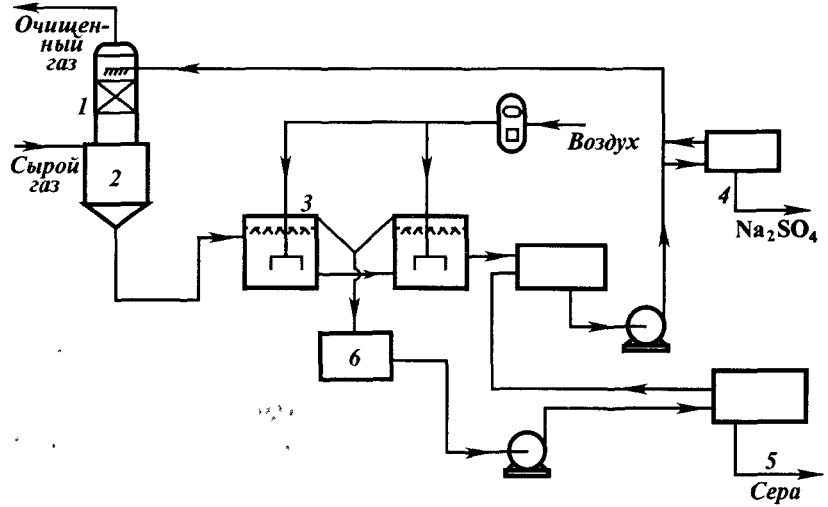 Очищен-
ный
газ
1
Сырой
газ
2
3
Воздух
4
Na₂SO₄
6
5
Сера